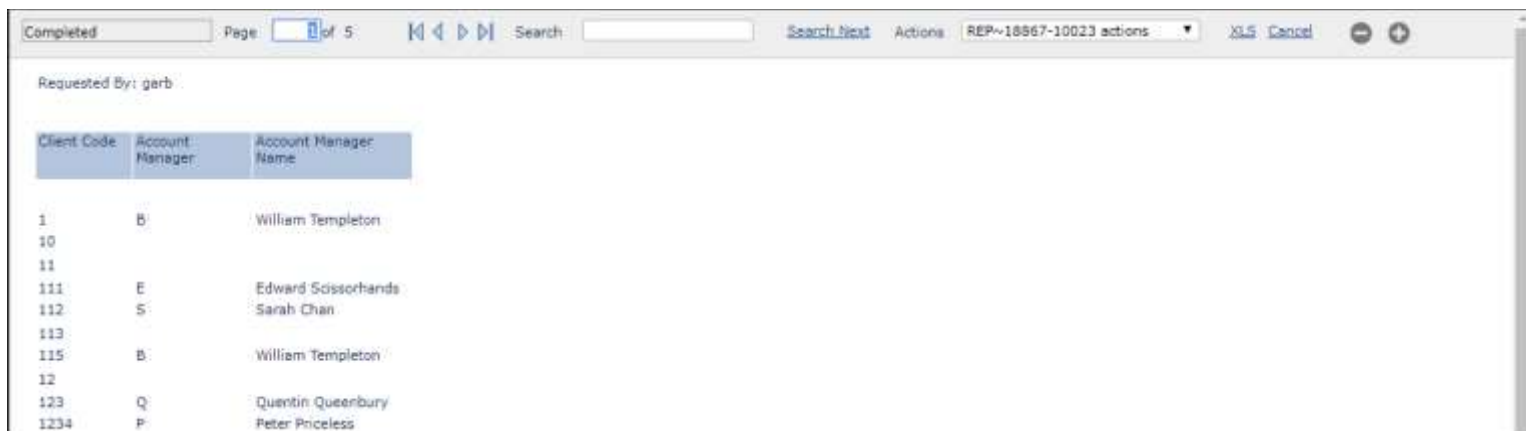 Completed Page 1 of 5 Search Search Next Actions REP~18867-10023 actions XLS Cancel
Requested By: garb
Client Code Account Manager Account Manager Name
1 B William Templeton
10
11
111 E Edward Scissorhands
112 S Sarah Chan
113
115 B William Templeton
12
123 Q Quentin Queenbury
1234 P Peter Priceless